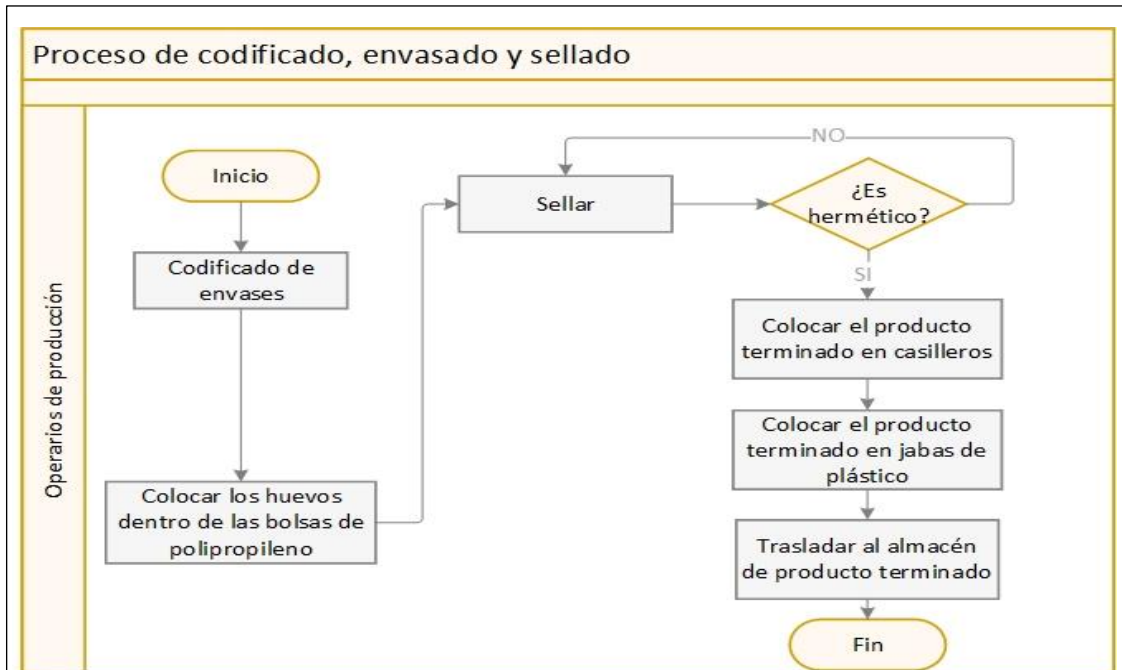 Proceso de codificado, envasado y sellado
Operarios de producción
Inicio
Codificado de
envases
Colocar los huevos
dentro de las bolsas de
polipropileno
Sellar
NO
¿Es
hermético?
SI
Colocar el producto
terminado en casilleros
Colocar el producto
terminado en jabas de
plástico
Trasladar al almacén
de producto terminado
Fin